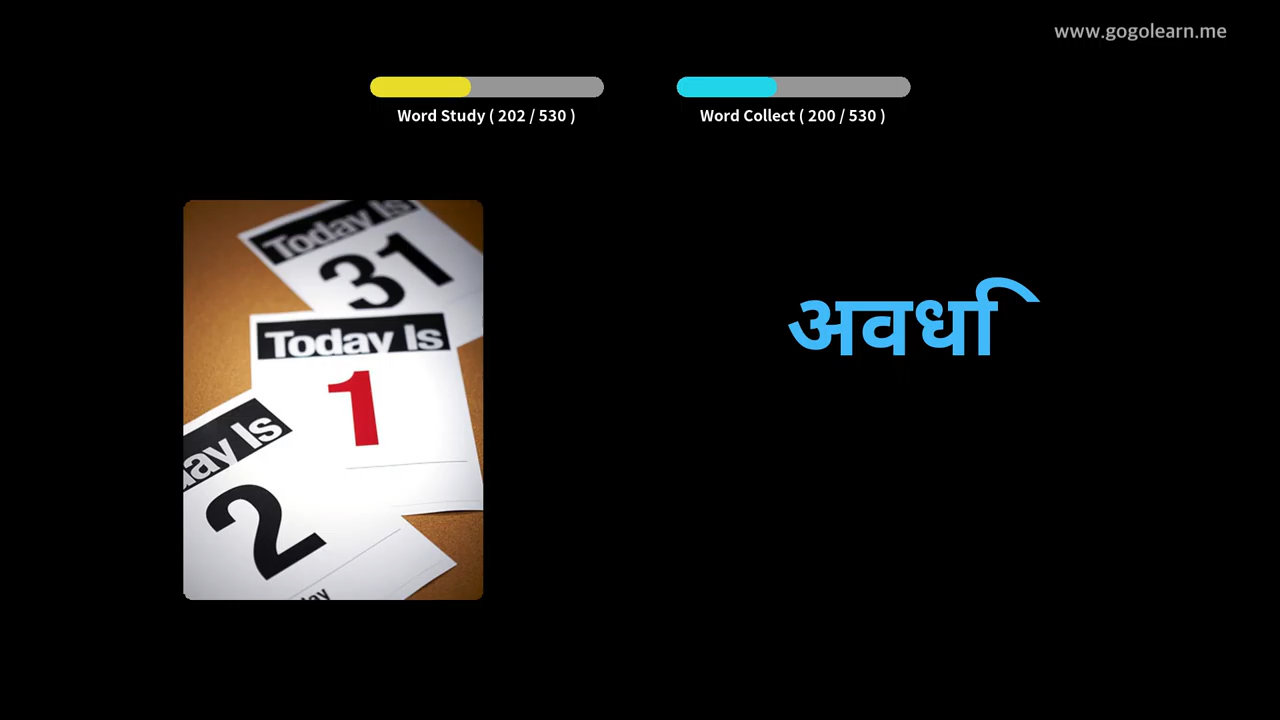 www.gogolearn.me
Word Study ( 202 / 530 )
Word Collect ( 200 / 530 )
Today Is
31
Today Is
1
day Is
2
अवधि